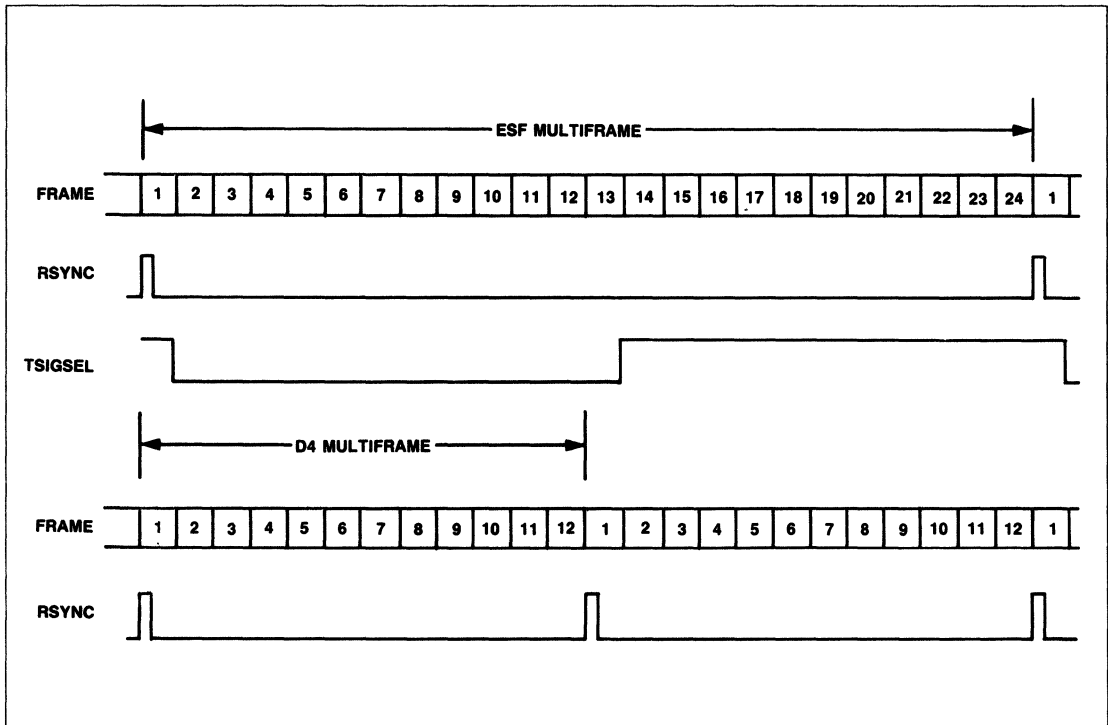 ESF MULTIFRAME
FRAME 1 2 3 4 5 6 7 8 9 10 11 12 13 14 15 16 17 18 19 20 21 22 23 24 1
RSYNC
TSIGSEL
D4 MULTIFRAME
FRAME 1 2 3 4 5 6 7 8 9 10 11 12 1 2 3 4 5 6 7 8 9 10 11 12 1
RSYNC